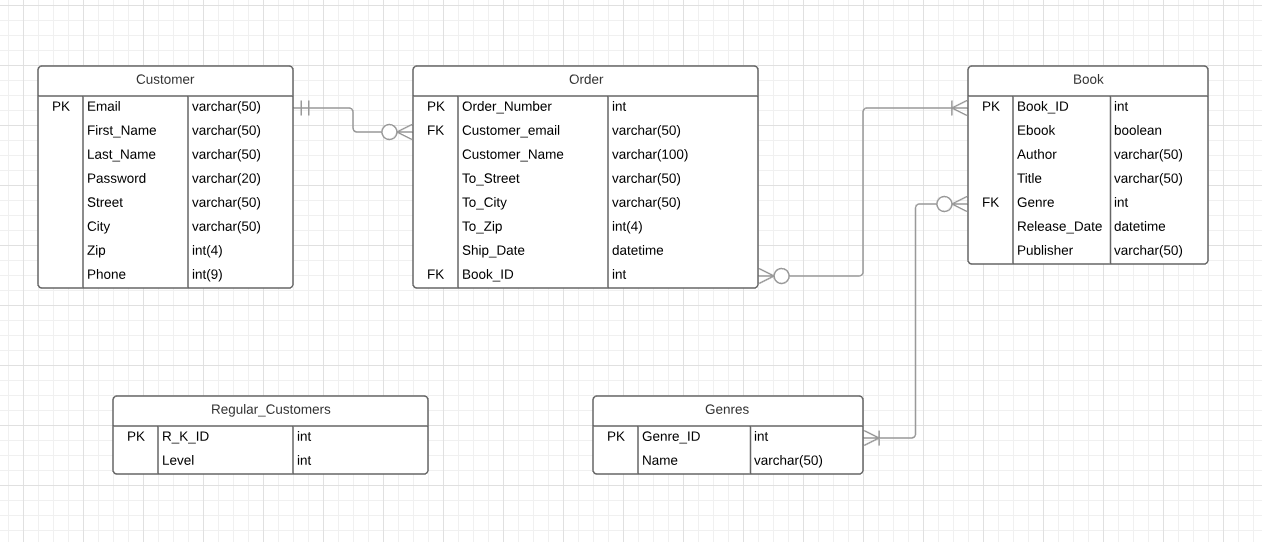 Customer
PK Email varchar(50)
First_Name varchar(50)
Last_Name varchar(50)
Password varchar(20)
Street varchar(50)
City varchar(50)
Zip int(4)
Phone int(9)
Order
PK Order_Number int
FK Customer_email varchar(50)
Customer_Name varchar(100)
To_Street varchar(50)
To_City varchar(50)
To_Zip int(4)
Ship_Date datetime
FK Book_ID int
Book
PK Book_ID int
Ebook boolean
Author varchar(50)
Title varchar(50)
FK Genre int
Release_Date datetime
Publisher varchar(50)
Regular_Customers
PK R_K_ID int
Level int
Genres
PK Genre_ID int
Name varchar(50)